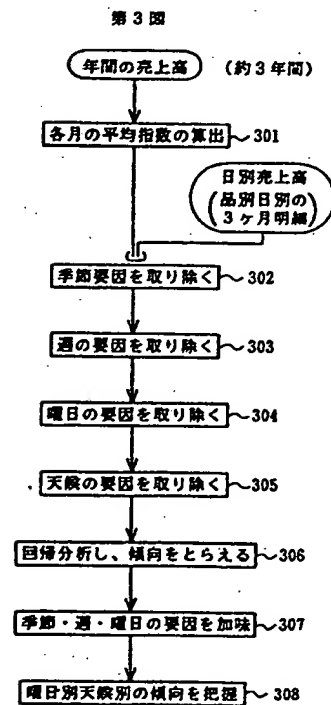 第3図
年間の売上高 (約3年間)
各月の平均指数の算出 301
日別売上高
(品別日別の
3ヶ月明細)
季節要因を取り除く 302
週の要因を取り除く 303
曜日の要因を取り除く 304
天候の要因を取り除く 305
回帰分析し、傾向をとらえる 306
季節・週・曜日の要因を加味 307
曜日別天候別の傾向を把握 308